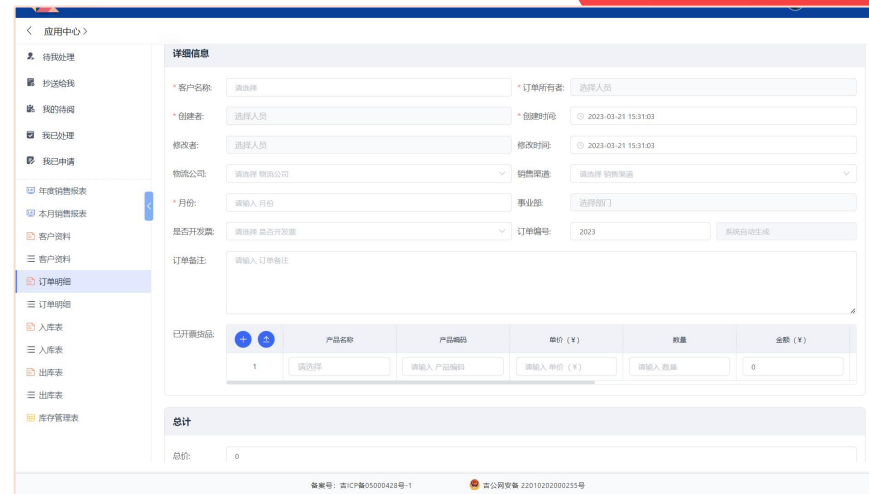 应用中心>
待我处理
抄送给我
我的待阅
我已处理
我已申请
年度销售报表
本月销售报表
客户资料
客户资料
订单明细
订单明细
入库表
入库表
出库表
出库表
库存管理表
详细信息
* 客户名称: 请选择 * 订单所有者: 选择人员
* 创建者: 选择人员 * 创建时间: 2023-03-21 15:31:03
修改者: 选择人员 修改时间: 2023-03-21 15:31:03
物流公司: 请选择 物流公司 销售渠道: 请选择 销售渠道
* 月份: 请输入 月份 事业部: 选择部门
是否开发票: 请选择 是否开发票 订单编号: 2023 系统自动生成
订单备注: 请输入 订单备注
已开票货品: 产品名称 产品编码 单价（¥） 数量 金额（¥）
1 请选择 请输入 产品编码 请输入 单价（¥） 请输入 数量 0
总计
总价: 0
备案号：吉ICP备05000428号-1 吉公网安备 22010202000255号